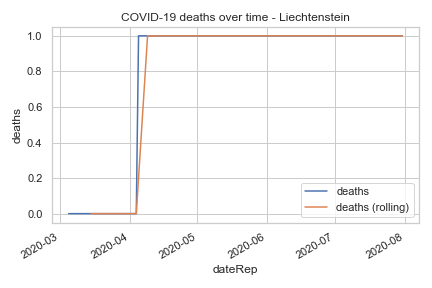 COVID-19 deaths over time - Liechtenstein
deaths
1.0
0.8
0.6
0.4
0.2
0.0
deaths
deaths (rolling)
2020-03
2020-04
2020-05
2020-06
2020-07
2020-08
dateRep